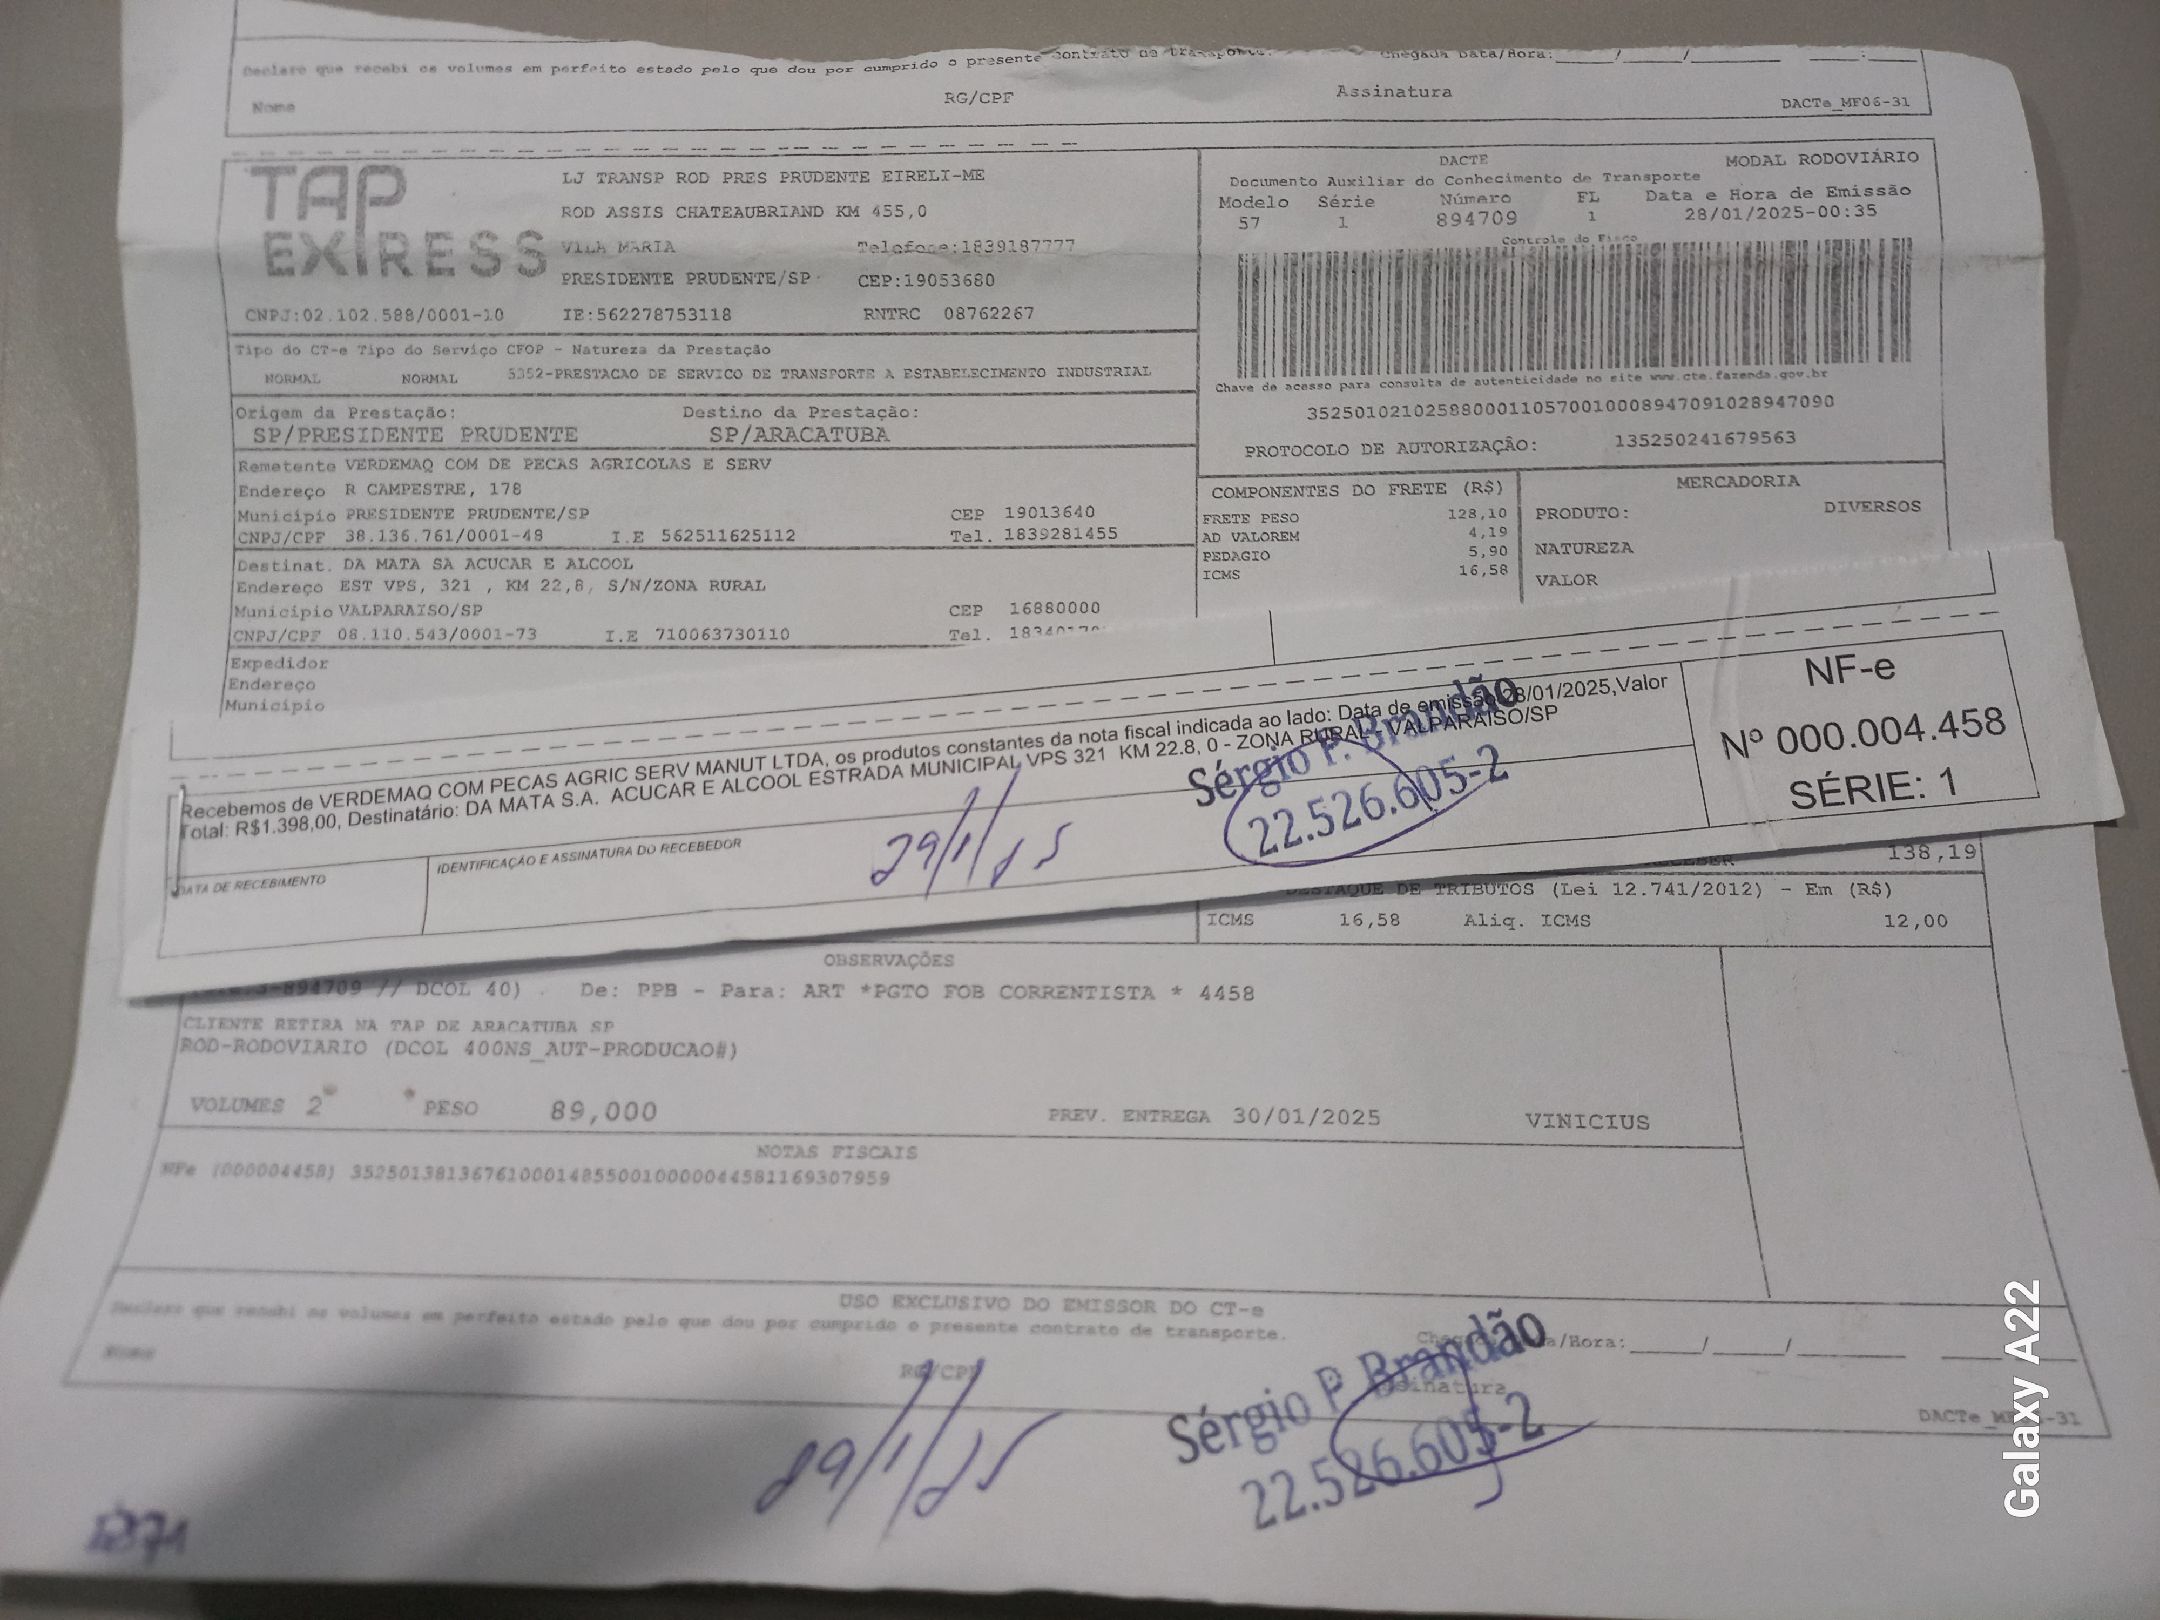 Declaro que recebi os volumes em perfeito estado pelo que dou por cumprido o presente contrato de transporte.
Chegada Data/Hora:_____/_____/________ _____:_____
Nome RG/CPF Assinatura DACTe_MF06-31
TAP EXPRESS
LJ TRANSP ROD PRES PRUDENTE EIRELI-ME
ROD ASSIS CHATEAUBRIAND KM 455,0
VILA MARIA Telefone:1839187777
PRESIDENTE PRUDENTE/SP CEP:19053680
CNPJ:02.102.588/0001-10 IE:562278753118 RNTRC 08762267
DACTE MODAL RODOVIÁRIO
Documento Auxiliar do Conhecimento de Transporte
Modelo Série Número FL Data e Hora de Emissão
57 1 894709 1 28/01/2025-00:35
Controle do Fisco
Chave de acesso para consulta de autenticidade no site www.cte.fazenda.gov.br
35250102102588000110570010008947091028947090
PROTOCOLO DE AUTORIZAÇÃO: 135250241679563
Tipo do CT-e Tipo do Serviço CFOP - Natureza da Prestação
NORMAL NORMAL 5352-PRESTACAO DE SERVICO DE TRANSPORTE A ESTABELECIMENTO INDUSTRIAL
Origem da Prestação: Destino da Prestação:
SP/PRESIDENTE PRUDENTE SP/ARACATUBA
Remetente VERDEMAQ COM DE PECAS AGRICOLAS E SERV
Endereço R CAMPESTRE, 178
Município PRESIDENTE PRUDENTE/SP CEP 19013640
CNPJ/CPF 38.136.761/0001-48 I.E 562511625112 Tel. 1839281455
Destinat. DA MATA SA ACUCAR E ALCOOL
Endereço EST VPS, 321 , KM 22,8, S/N/ZONA RURAL
Município VALPARAISO/SP CEP 16880000
CNPJ/CPF 08.110.543/0001-73 I.E 710063730110 Tel.
Expedidor
Endereço
Município
COMPONENTES DO FRETE (R$)
FRETE PESO 128,10
AD VALOREM 4,19
PEDAGIO 5,90
ICMS 16,58
MERCADORIA
PRODUTO: DIVERSOS
NATUREZA
VALOR
Recebemos de VERDEMAQ COM PECAS AGRIC SERV MANUT LTDA, os produtos constantes da nota fiscal indicada ao lado: Data de emissão 28/01/2025,Valor
Total: R$1.398,00, Destinatário: DA MATA S.A. ACUCAR E ALCOOL ESTRADA MUNICIPAL VPS 321 KM 22.8, 0 - ZONA RURAL - VALPARAISO/SP
NF-e
Nº 000.004.458
SÉRIE: 1
DATA DE RECEBIMENTO IDENTIFICAÇÃO E ASSINATURA DO RECEBEDOR
29/1/25
Sérgio P. Brandão
22.526.605-2
138,19
DESTAQUE DE TRIBUTOS (Lei 12.741/2012) - Em (R$)
ICMS 16,58 Aliq. ICMS 12,00
OBSERVAÇÕES
894709 // DCOL 40) . De: PPB - Para: ART *PGTO FOB CORRENTISTA * 4458
CLIENTE RETIRA NA TAP DE ARACATUBA SP
ROD-RODOVIARIO (DCOL 400NS_AUT-PRODUCAO#)
VOLUMES 2 PESO 89,000 PREV. ENTREGA 30/01/2025 VINICIUS
NOTAS FISCAIS
NFe (000004458) 35250138136761000148550010000044581169307959
USO EXCLUSIVO DO EMISSOR DO CT-e
Declaro que recebi os volumes em perfeito estado pelo que dou por cumprido o presente contrato de transporte.
Chegada Data/Hora:_____/_____/________ _____
Nome RG/CPF Assinatura
DACTe_MF06-31
29/1/25
Sérgio P. Brandão
22.526.605-2
Galaxy A22